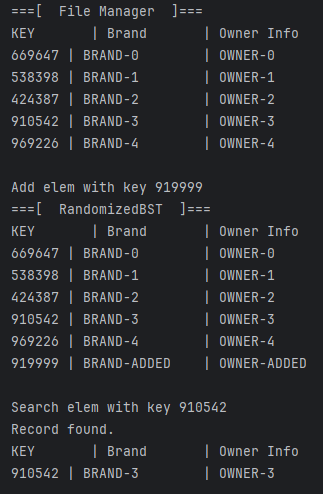 ===[  File Manager  ]===
KEY       | Brand       | Owner Info
669647 | BRAND-0        | OWNER-0
538398 | BRAND-1        | OWNER-1
424387 | BRAND-2        | OWNER-2
910542 | BRAND-3        | OWNER-3
969226 | BRAND-4        | OWNER-4
Add elem with key 919999
===[  RandomizedBST  ]===
KEY       | Brand       | Owner Info
669647 | BRAND-0        | OWNER-0
538398 | BRAND-1        | OWNER-1
424387 | BRAND-2        | OWNER-2
910542 | BRAND-3        | OWNER-3
969226 | BRAND-4        | OWNER-4
919999 | BRAND-ADDED    | OWNER-ADDED
Search elem with key 910542
Record found.
KEY       | Brand       | Owner Info
910542 | BRAND-3        | OWNER-3